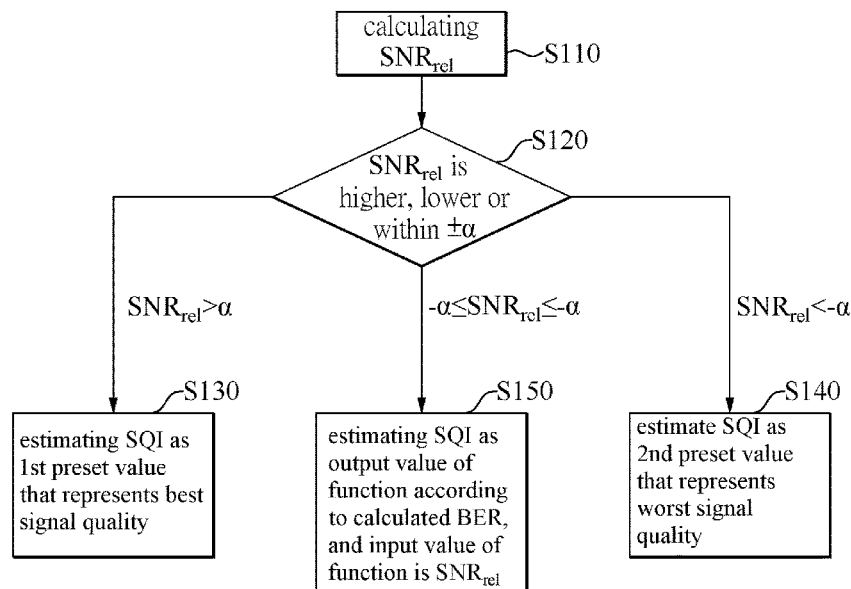 calculating
SNRrel
S110
S120
SNRrel is
higher, lower or
within ±α
SNRrel>α
-α≤SNRrel≤-α
SNRrel<-α
S130
estimating SQI as
1st preset value
that represents best
signal quality
S150
estimating SQI as
output value of
function according
to calculated BER,
and input value of
function is SNRrel
S140
estimate SQI as
2nd preset value
that represents
worst signal
quality